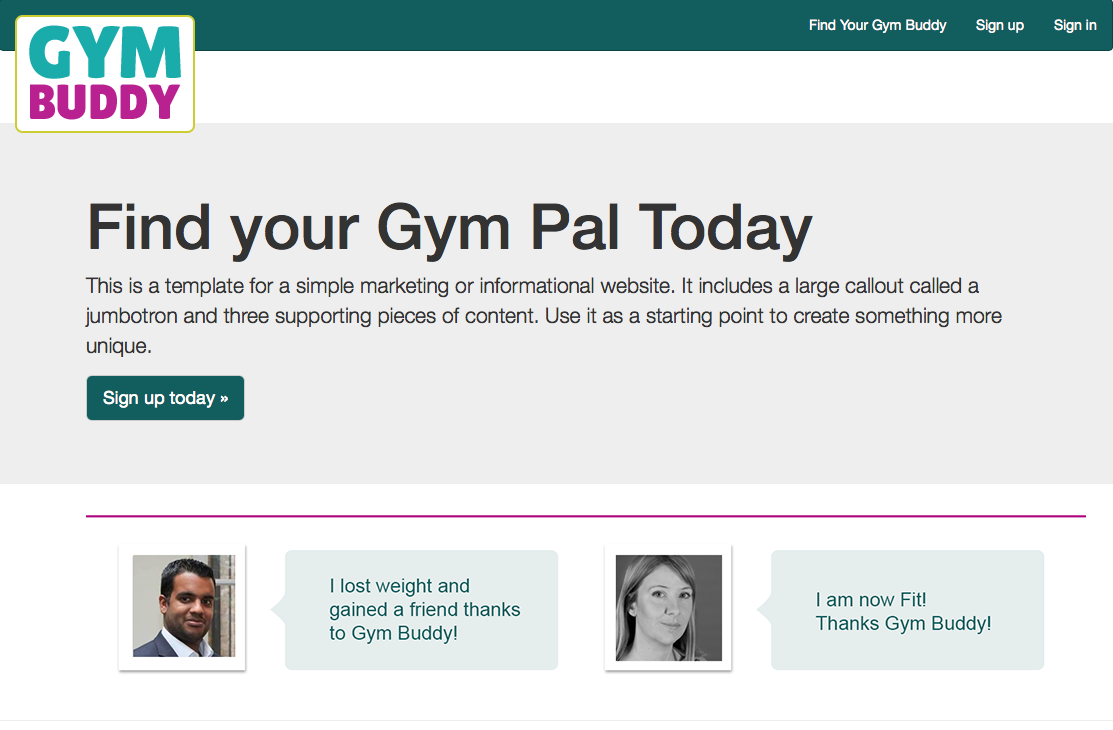 GYM
BUDDY
Find Your Gym Buddy
Sign up
Sign in
Find your Gym Pal Today
This is a template for a simple marketing or informational website. It includes a large callout called a
jumbotron and three supporting pieces of content. Use it as a starting point to create something more
unique.
Sign up today »
I lost weight and
gained a friend thanks
to Gym Buddy!
I am now Fit!
Thanks Gym Buddy!